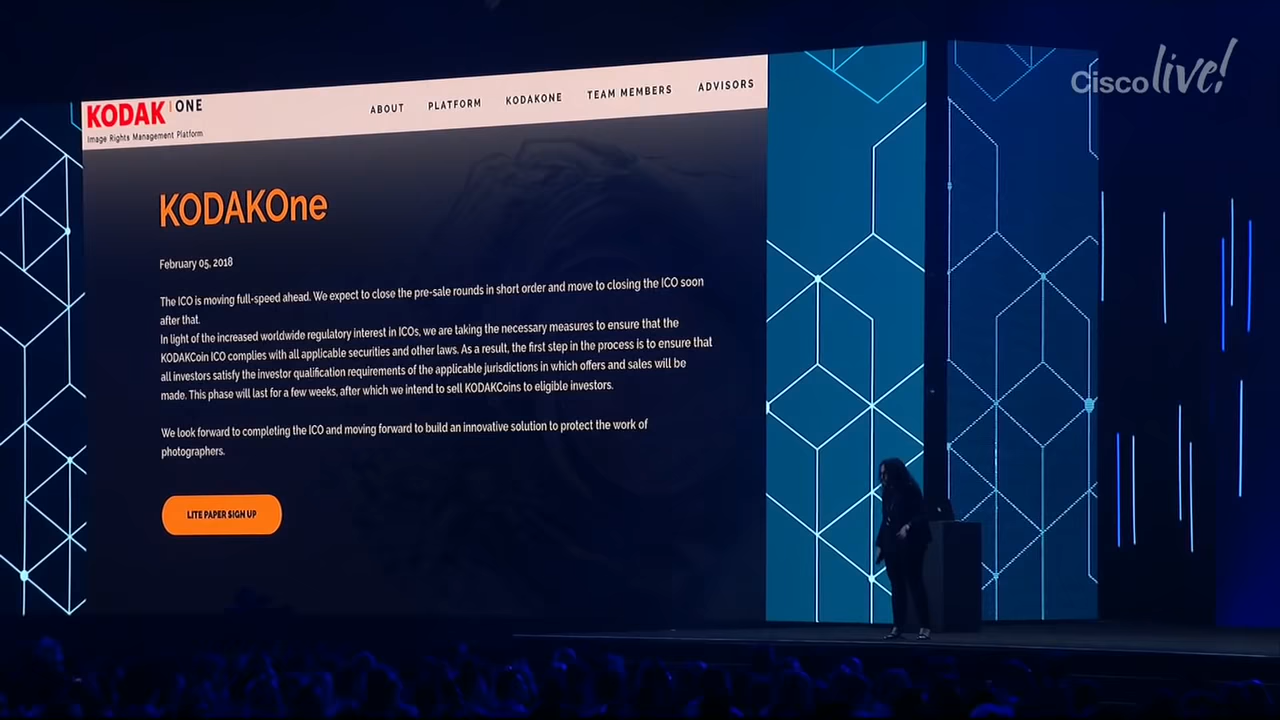 Cisco live!
KODAK ONE
Image Rights Management Platform
ABOUT PLATFORM KODAKONE TEAM MEMBERS ADVISORS
KODAKOne
February 05, 2018
The ICO is moving full-speed ahead. We expect to close the pre-sale rounds in short order and move to closing the ICO soon
after that.
In light of the increased worldwide regulatory interest in ICOs, we are taking the necessary measures to ensure that the
KODAKCoin ICO complies with all applicable securities and other laws. As a result, the first step in the process is to ensure that
all investors satisfy the investor qualification requirements of the applicable jurisdictions in which offers and sales will be
made. This phase will last for a few weeks, after which we intend to sell KODAKCoins to eligible investors.
We look forward to completing the ICO and moving forward to build an innovative solution to protect the work of
photographers.
LITE PAPER SIGN UP